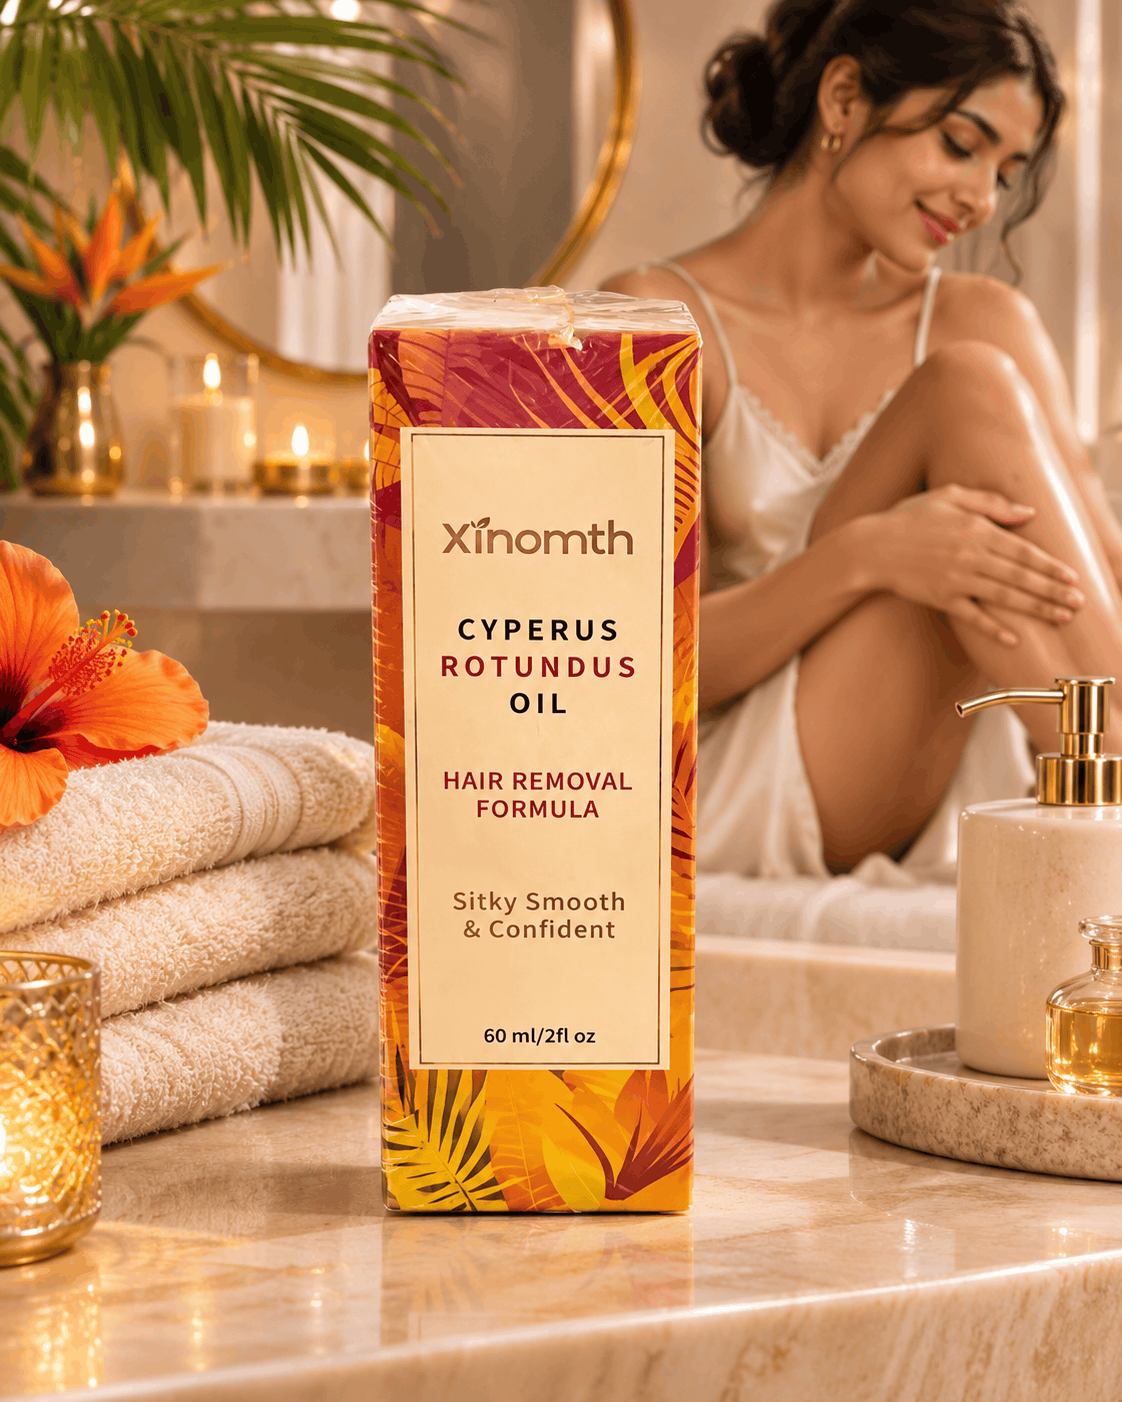 xinomth
CYPERUS
ROTUNDUS
OIL
HAIR REMOVAL
FORMULA
Sitky Smooth
& Confident
60 ml/2fl oz